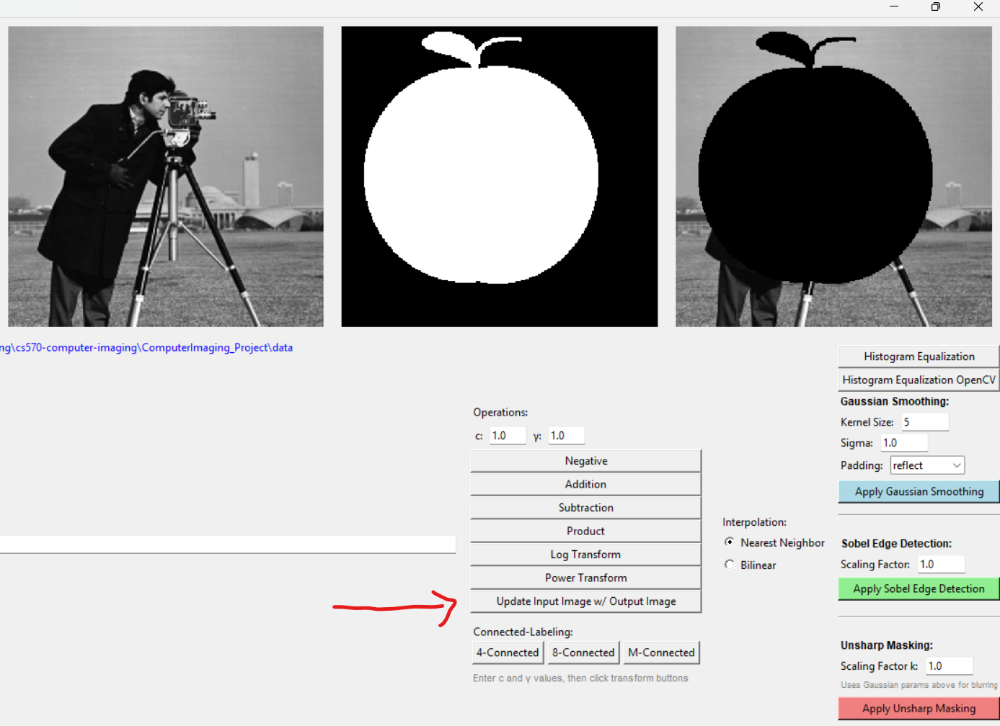 ng\cs570-computer-imaging\ComputerImaging_Project\data
Histogram Equalization
Histogram Equalization OpenCV
Gaussian Smoothing:
Kernel Size: 5
Sigma: 1.0
Padding: reflect
Apply Gaussian Smoothing
Operations:
c: 1.0 γ: 1.0
Negative
Addition
Subtraction
Product
Log Transform
Power Transform
Update Input Image w/ Output Image
Interpolation:
Nearest Neighbor
Bilinear
Sobel Edge Detection:
Scaling Factor: 1.0
Apply Sobel Edge Detection
Connected-Labeling:
4-Connected 8-Connected M-Connected
Enter c and γ values, then click transform buttons
Unsharp Masking:
Scaling Factor k: 1.0
Uses Gaussian params above for blurring
Apply Unsharp Masking